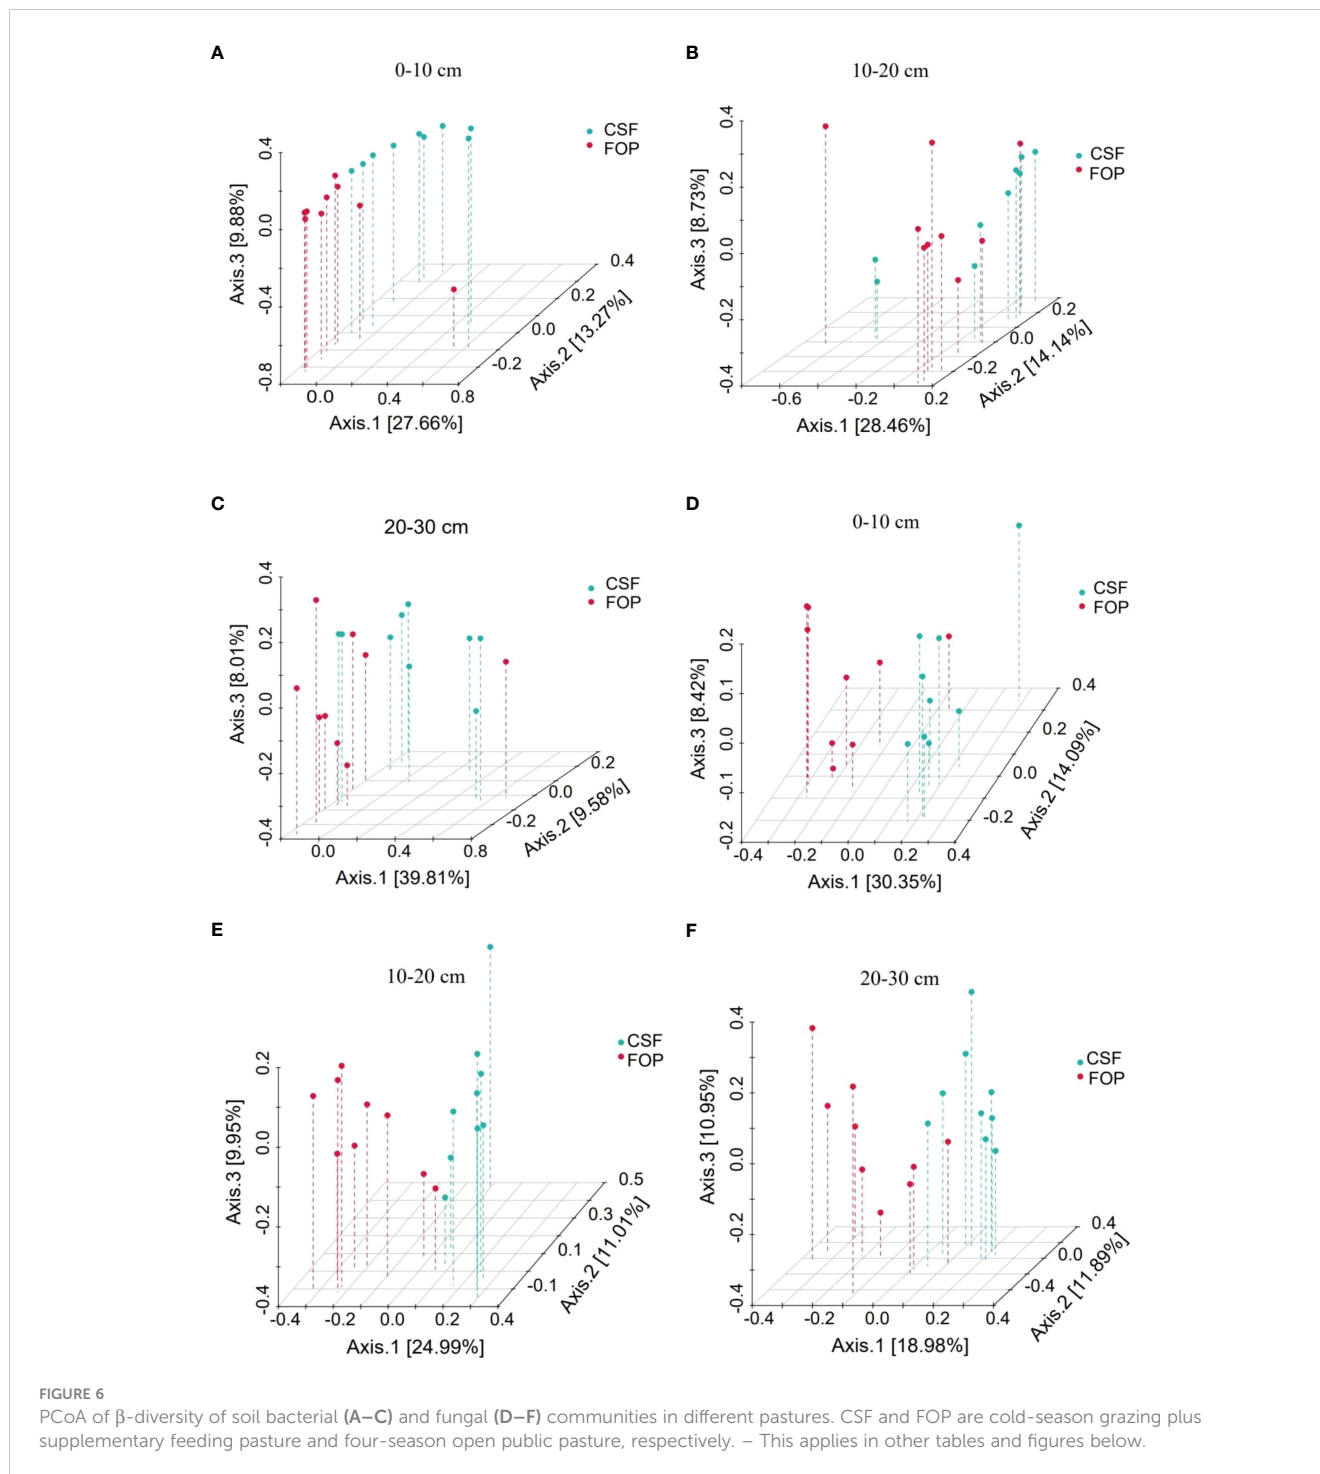 A
0-10 cm
CSF
FOP
0.4
0.0
-0.4
-0.8
Axis.3 [9.88%]
0.0 0.4 0.8
Axis.1 [27.66%]
-0.2 0.0 0.2 0.4
Axis.2 [13.27%]
B
10-20 cm
CSF
FOP
0.4
0.2
0.0
-0.2
-0.4
Axis.3 [8.73%]
-0.6 -0.2 0.2
Axis.1 [28.46%]
-0.2 0.0 0.2
Axis.2 [14.14%]
C
20-30 cm
CSF
FOP
0.4
0.2
0.0
-0.2
-0.4
Axis.3 [8.01%]
0.0 0.4 0.8
Axis.1 [39.81%]
-0.2 0.0 0.2
Axis.2 [9.58%]
D
0-10 cm
CSF
FOP
0.2
0.1
0.0
-0.1
-0.2
Axis.3 [8.42%]
-0.4 -0.2 0.0 0.2 0.4
Axis.1 [30.35%]
-0.2 0.0 0.2 0.4
Axis.2 [14.09%]
E
10-20 cm
CSF
FOP
0.2
0.0
-0.2
-0.4
Axis.3 [9.95%]
-0.4 -0.2 0.0 0.2 0.4
Axis.1 [24.99%]
-0.1 0.1 0.3 0.5
Axis.2 [11.01%]
F
20-30 cm
CSF
FOP
0.4
0.2
0.0
-0.2
-0.4
Axis.3 [10.95%]
-0.4 -0.2 0.0 0.2 0.4
Axis.1 [18.98%]
-0.4 0.0 0.4
Axis.2 [11.89%]
FIGURE 6
PCoA of β-diversity of soil bacterial (A–C) and fungal (D–F) communities in different pastures. CSF and FOP are cold-season grazing plus
supplementary feeding pasture and four-season open public pasture, respectively. – This applies in other tables and figures below.